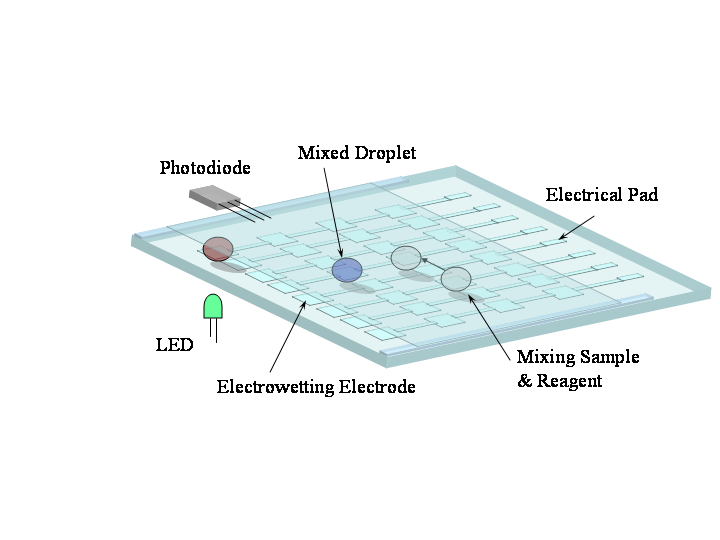 Mixed Droplet
Photodiode
Electrical Pad
LED
Electrowetting Electrode
Mixing Sample
& Reagent